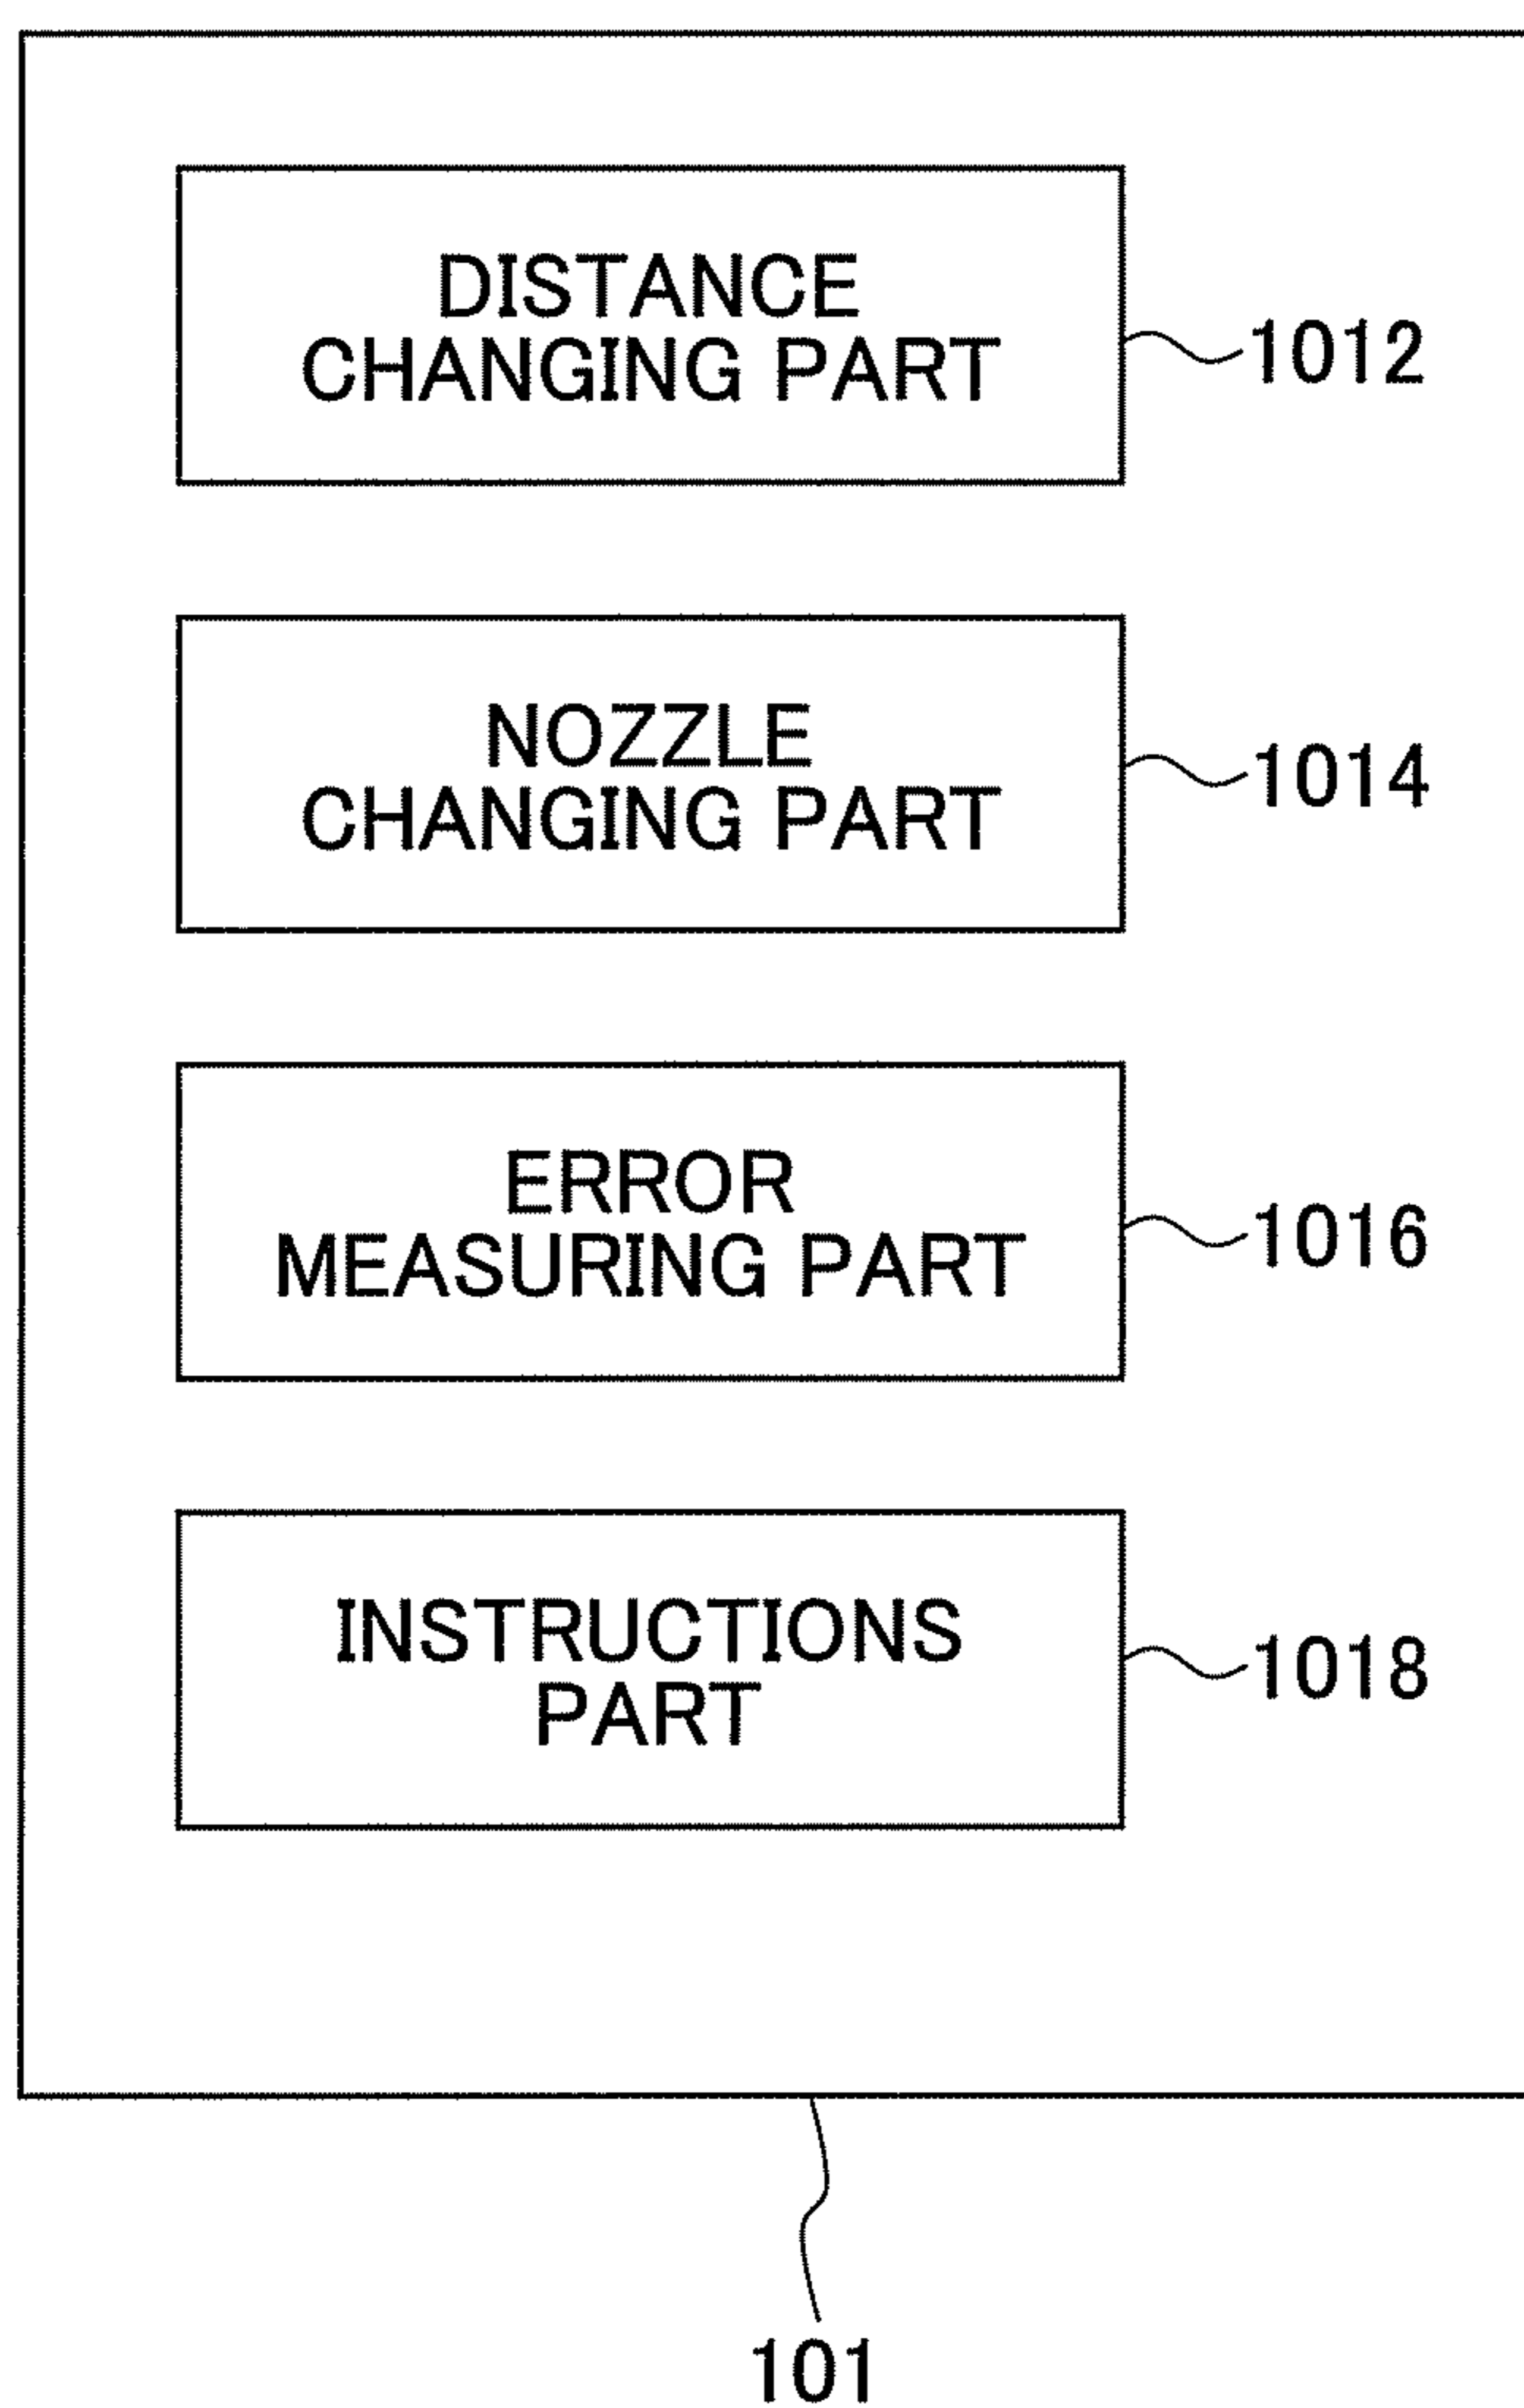 DISTANCE
CHANGING PART
1012
NOZZLE
CHANGING PART
1014
ERROR
MEASURING PART
1016
INSTRUCTIONS
PART
1018
101